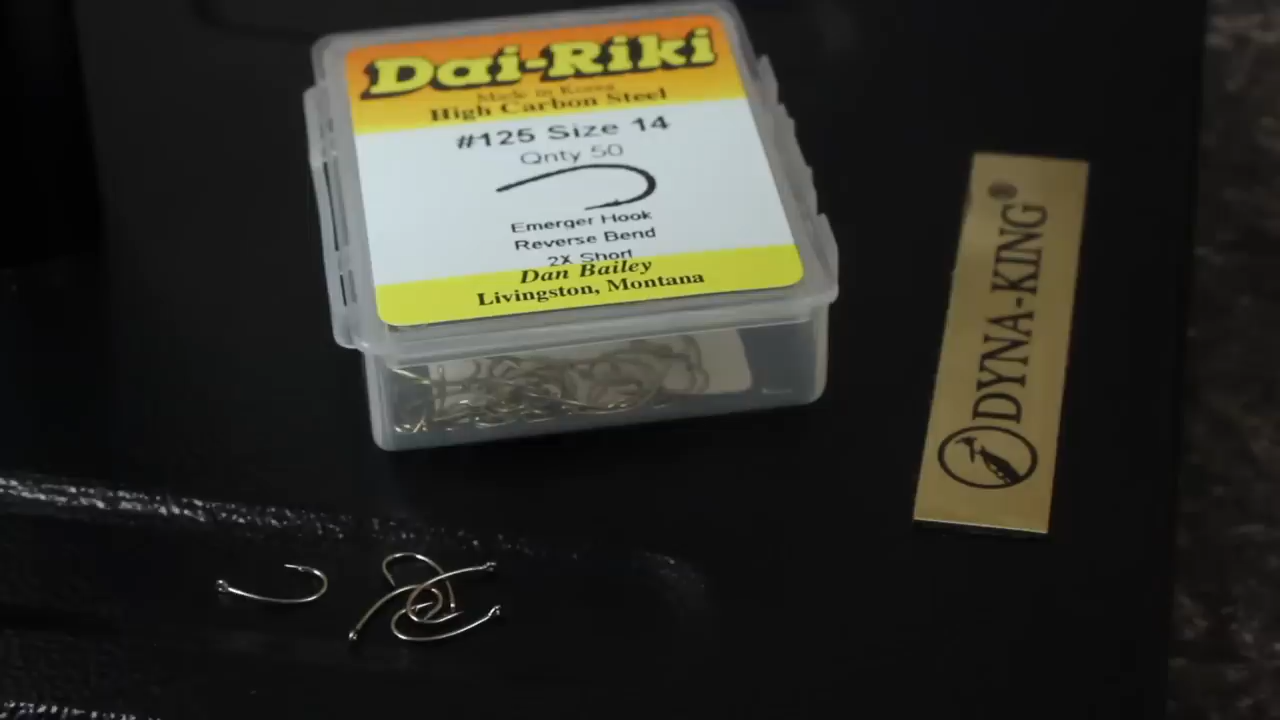 Dai-Riki
Made in Korea
High Carbon Steel
#125 Size 14
Qnty 50
Emerger Hook
Reverse Bend
2X Short
Dan Bailey
Livingston, Montana
DYNA-KING®